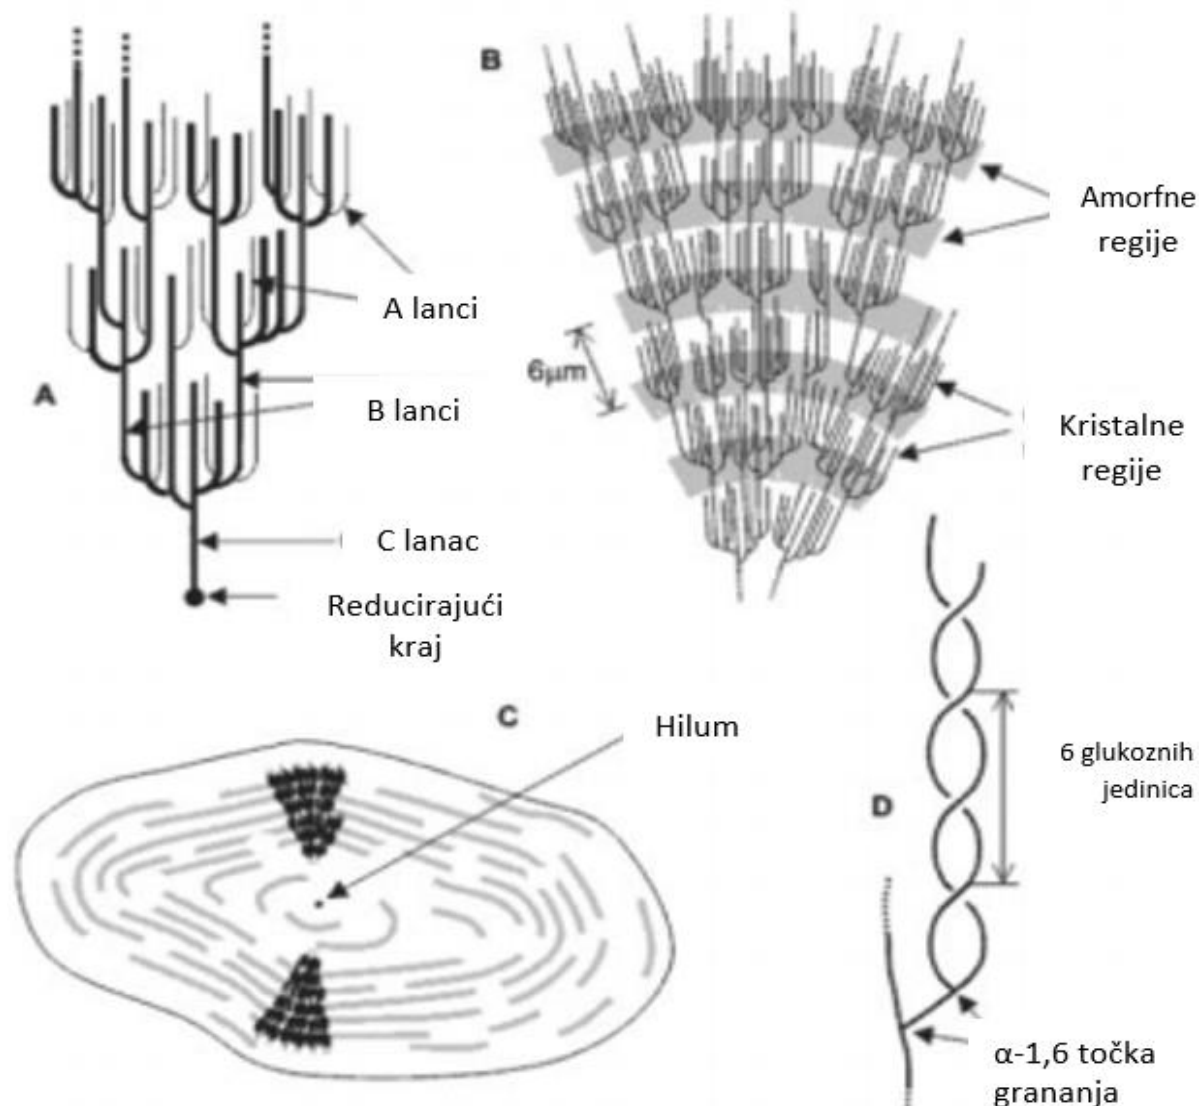 B
Amorfne
regije
A lanci
A
6μm
B lanci
Kristalne
regije
C lanac
Reducirajući
kraj
C
Hilum
6 glukoznih
jedinica
D
α-1,6 točka
grananja